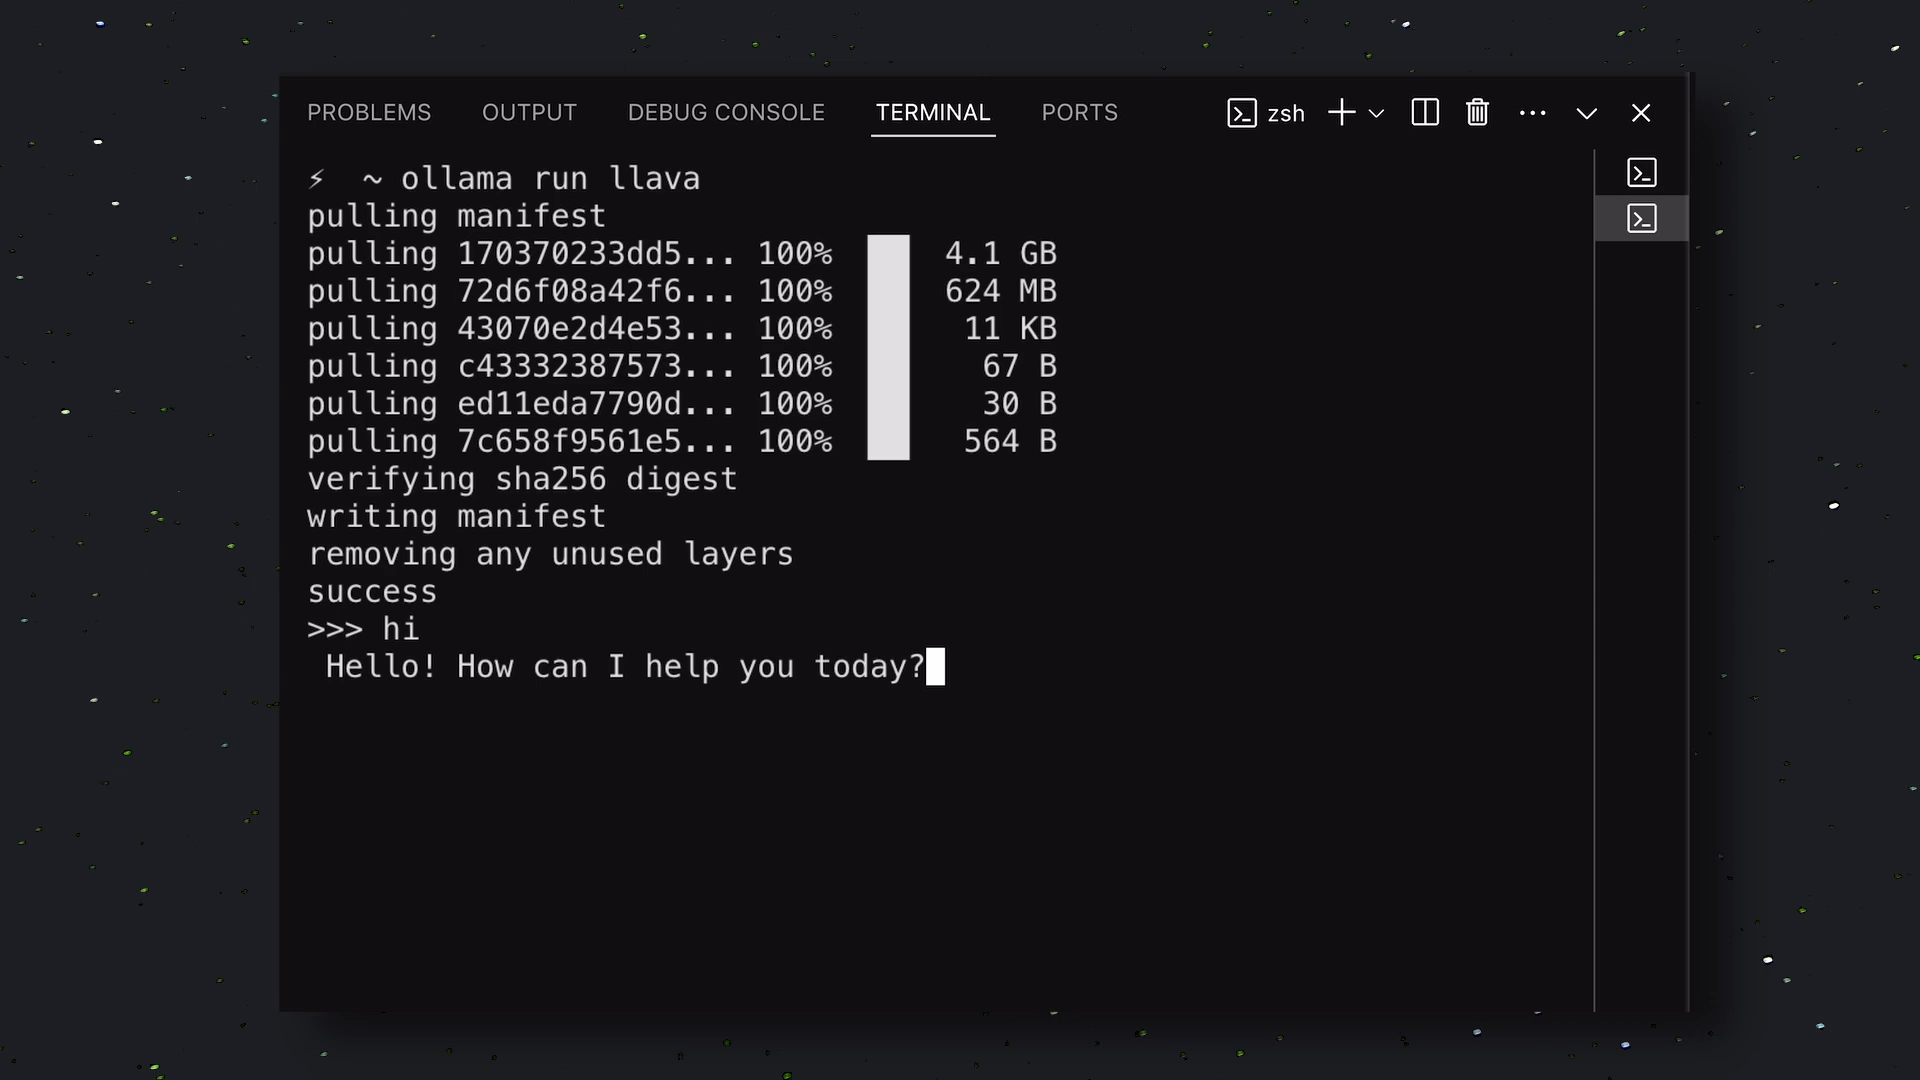 PROBLEMS OUTPUT DEBUG CONSOLE TERMINAL PORTS zsh
⚡ ~ ollama run llava
pulling manifest
pulling 170370233dd5... 100% 4.1 GB
pulling 72d6f08a42f6... 100% 624 MB
pulling 43070e2d4e53... 100% 11 KB
pulling c43332387573... 100% 67 B
pulling ed11eda7790d... 100% 30 B
pulling 7c658f9561e5... 100% 564 B
verifying sha256 digest
writing manifest
removing any unused layers
success
>>> hi
Hello! How can I help you today?